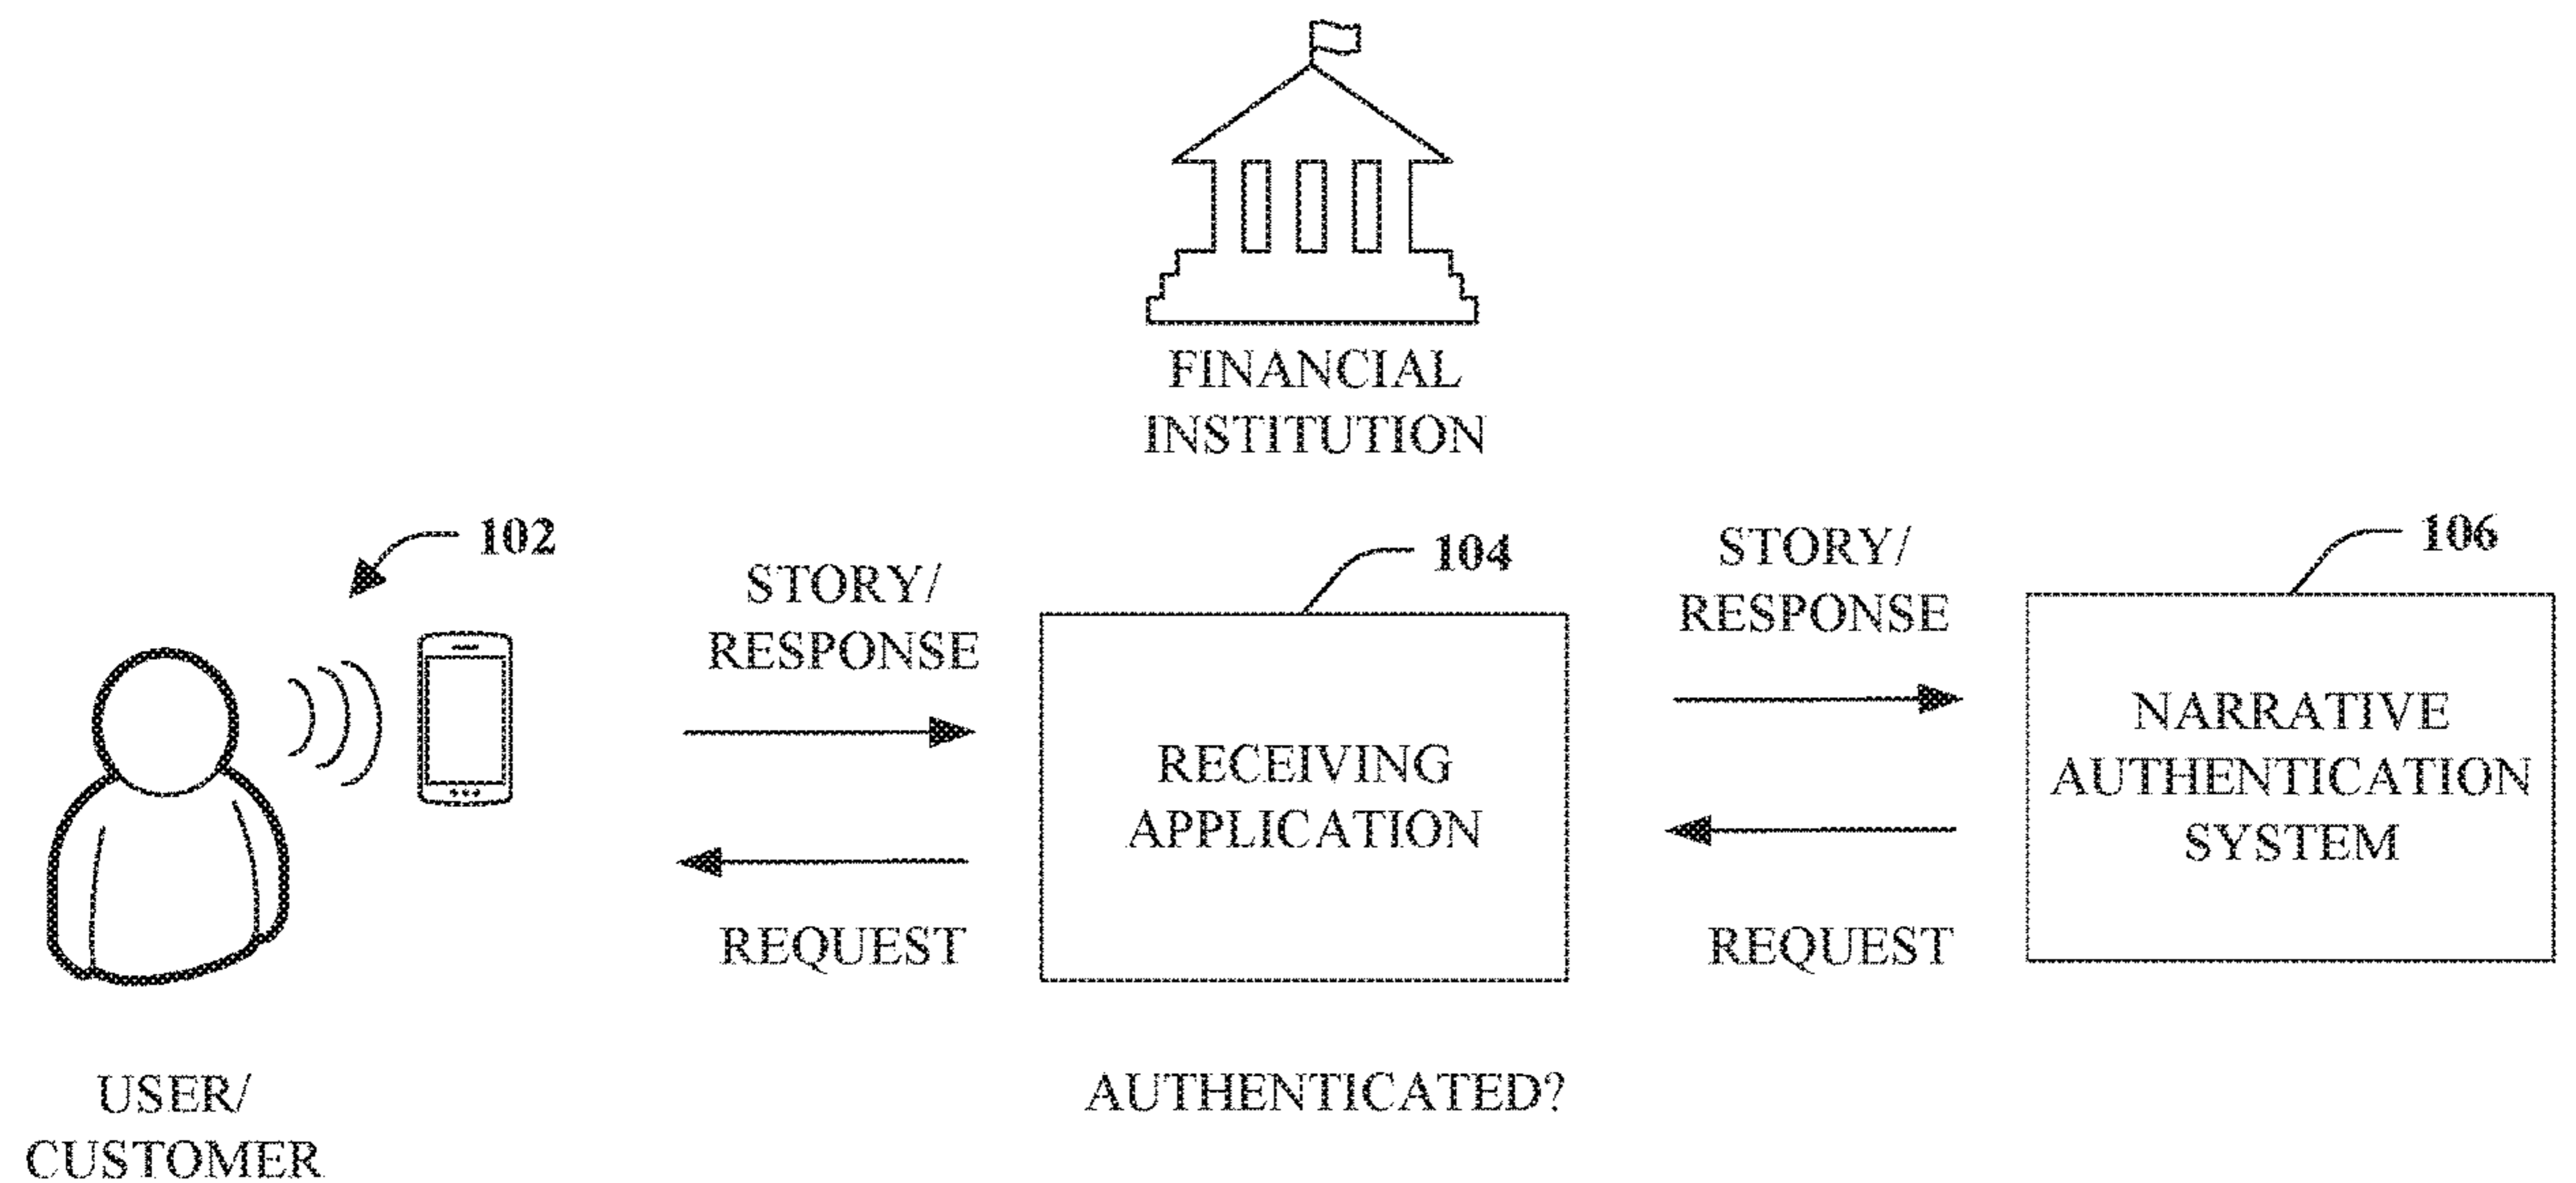 FINANCIAL
INSTITUTION
102
STORY/
RESPONSE
104
STORY/
RESPONSE
106
RECEIVING
APPLICATION
NARRATIVE
AUTHENTICATION
SYSTEM
REQUEST
REQUEST
USER/
CUSTOMER
AUTHENTICATED?